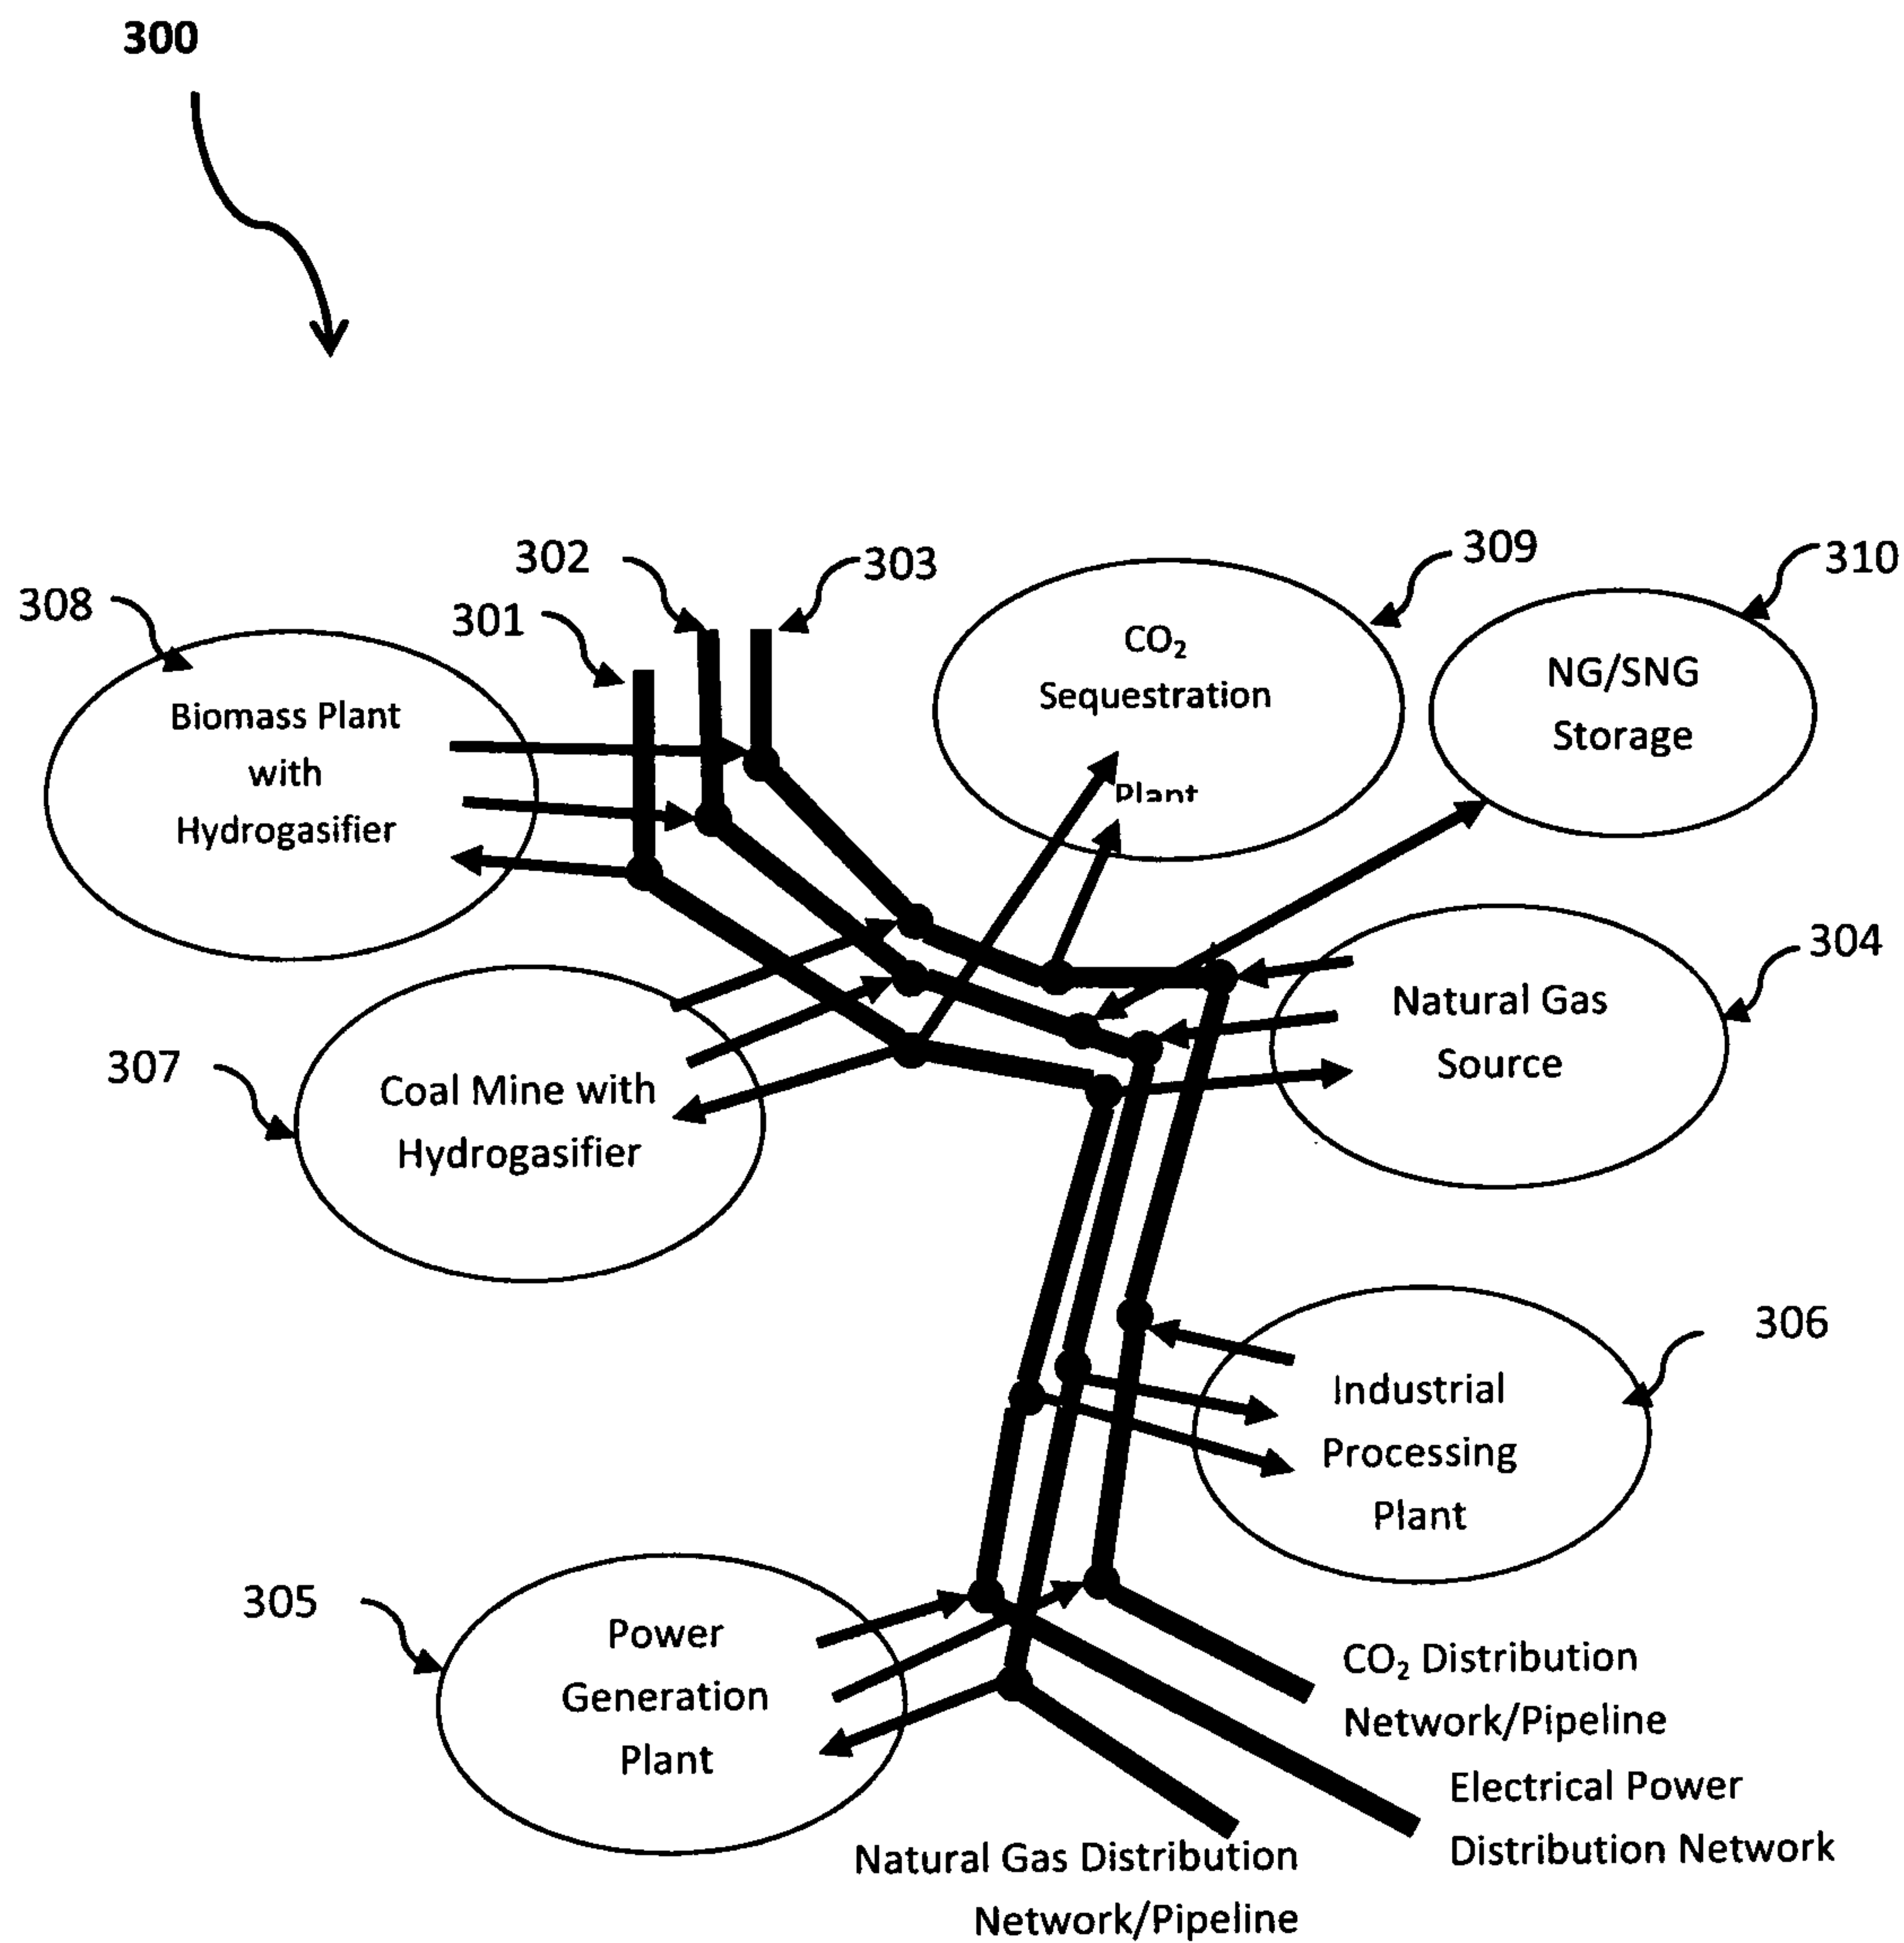 300
302
303
309
310
308
301
CO₂
Sequestration
Plant
NG/SNG
Storage
Biomass Plant
with
Hydrogasifier
304
Natural Gas
Source
307
Coal Mine with
Hydrogasifier
306
Industrial
Processing
Plant
305
Power
Generation
Plant
CO₂ Distribution
Network/Pipeline
Electrical Power
Distribution Network
Natural Gas Distribution
Network/Pipeline